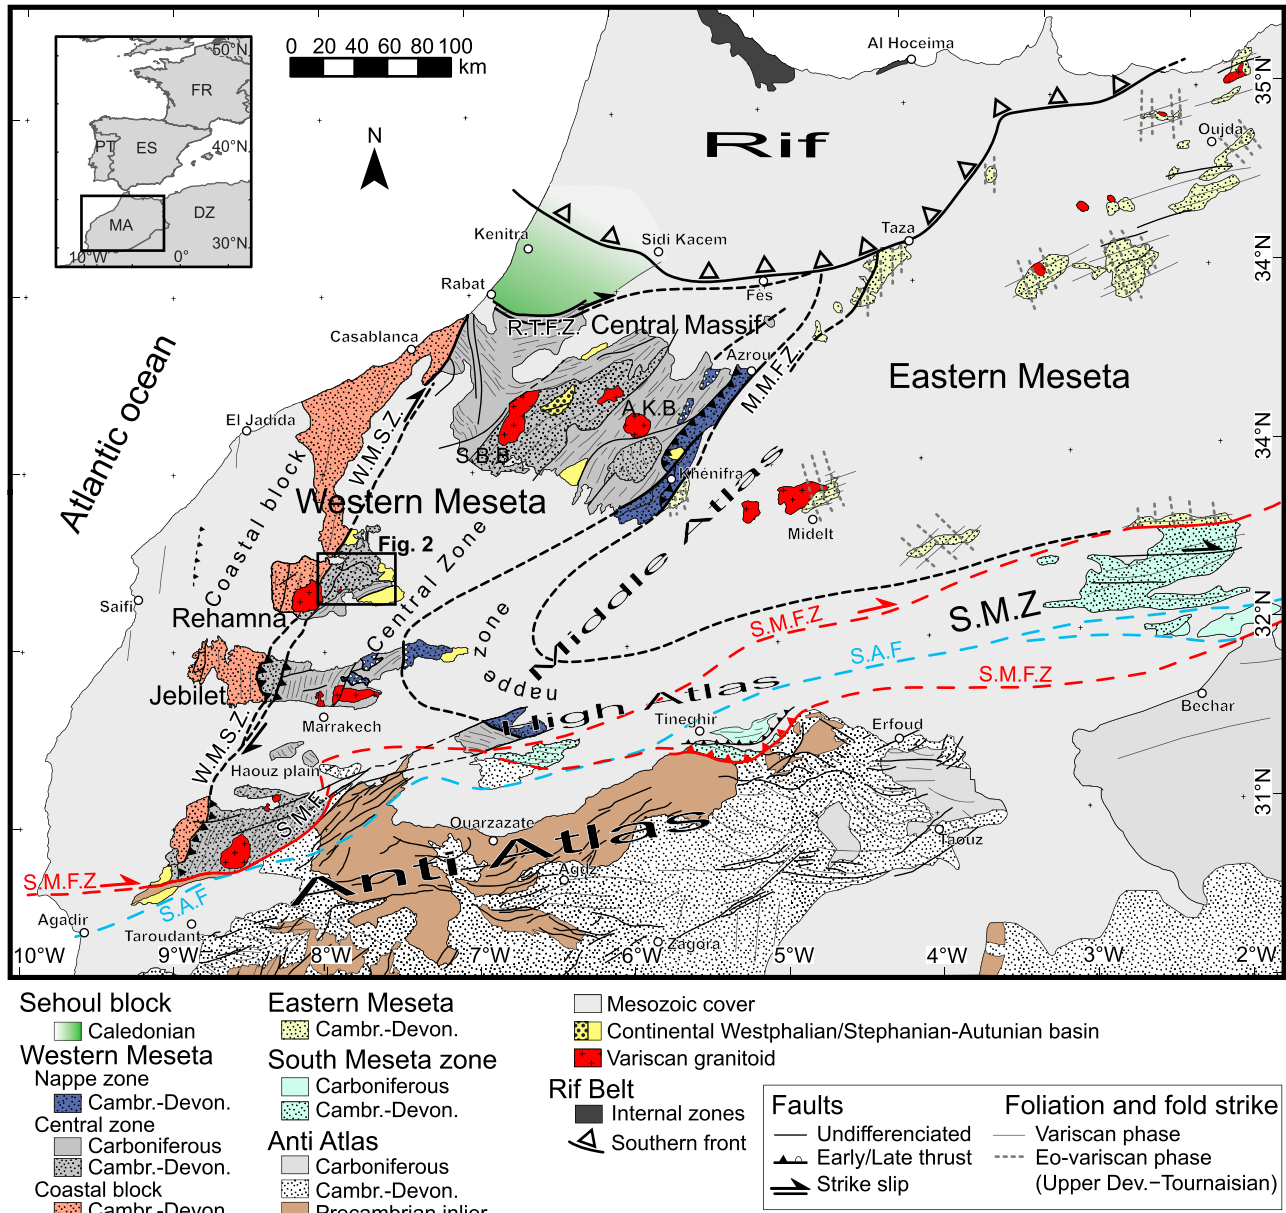 50°N
FR
40°N
PT
ES
MA
DZ
30°N
10°W
0°
0 20 40 60 80 100
km
N
Al Hoceima
35°N
Oujda
Rif
Kenitra
Sidi Kacem
Taza
34°N
Rabat
Fès
R.T.F.Z.
Central Massif
Casablanca
Azrou
Eastern Meseta
M.M.F.Z.
Atlantic ocean
El Jadida
W.M.S.Z.
A.K.B.
S.B.B.
34°N
Khénifra
Coastal block
Western Meseta
Midelt
Fig. 2
Central Zone
Middle Atlas
Saifi
Rehamna
S.M.F.Z
S.M.Z
32°N
S.A.F
nappe zone
S.M.F.Z
Jebilet
High Atlas
Marrakech
Tineghir
Erfoud
Bechar
W.M.S.Z.
Haouz plain
31°N
S.M.F.
Ouarzazate
Taouz
Anti Atlas
Agdz
S.M.F.Z
S.A.F
Agadir
Taroudant
Zagora
10°W 9°W 8°W 7°W 6°W 5°W 4°W 3°W 2°W
Sehoul block
Caledonian
Western Meseta
Nappe zone
Cambr.-Devon.
Central zone
Carboniferous
Cambr.-Devon.
Coastal block
Cambr.-Devon.
Eastern Meseta
Cambr.-Devon.
South Meseta zone
Carboniferous
Cambr.-Devon.
Anti Atlas
Carboniferous
Cambr.-Devon.
Precambrian inlier
Mesozoic cover
Continental Westphalian/Stephanian-Autunian basin
Variscan granitoid
Rif Belt
Internal zones
Southern front
Faults
Undifferenciated
Early/Late thrust
Strike slip
Foliation and fold strike
Variscan phase
Eo-variscan phase
(Upper Dev.–Tournaisian)